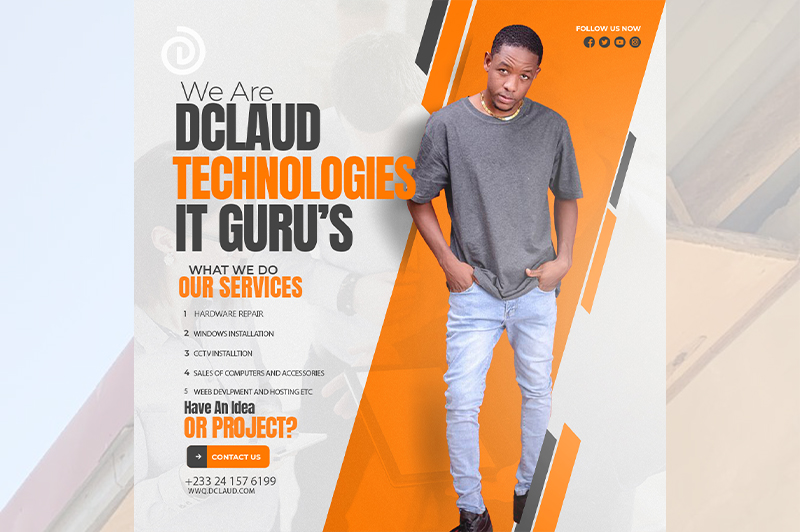 FOLLOW US NOW
We Are
DCLAUD
TECHNOLOGIES
IT GURU'S
WHAT WE DO
OUR SERVICES
1 HARDWARE REPAIR
2 WINDOWS INSTALLATION
3 CCTV INSTALLTION
4 SALES OF COMPUTERS AND ACCESSORIES
5 WEEB DEVLPMENT AND HOSTING ETC
Have An Idea
OR PROJECT?
CONTACT US
+233 24 157 6199
WWQ.DCLAUD.COM